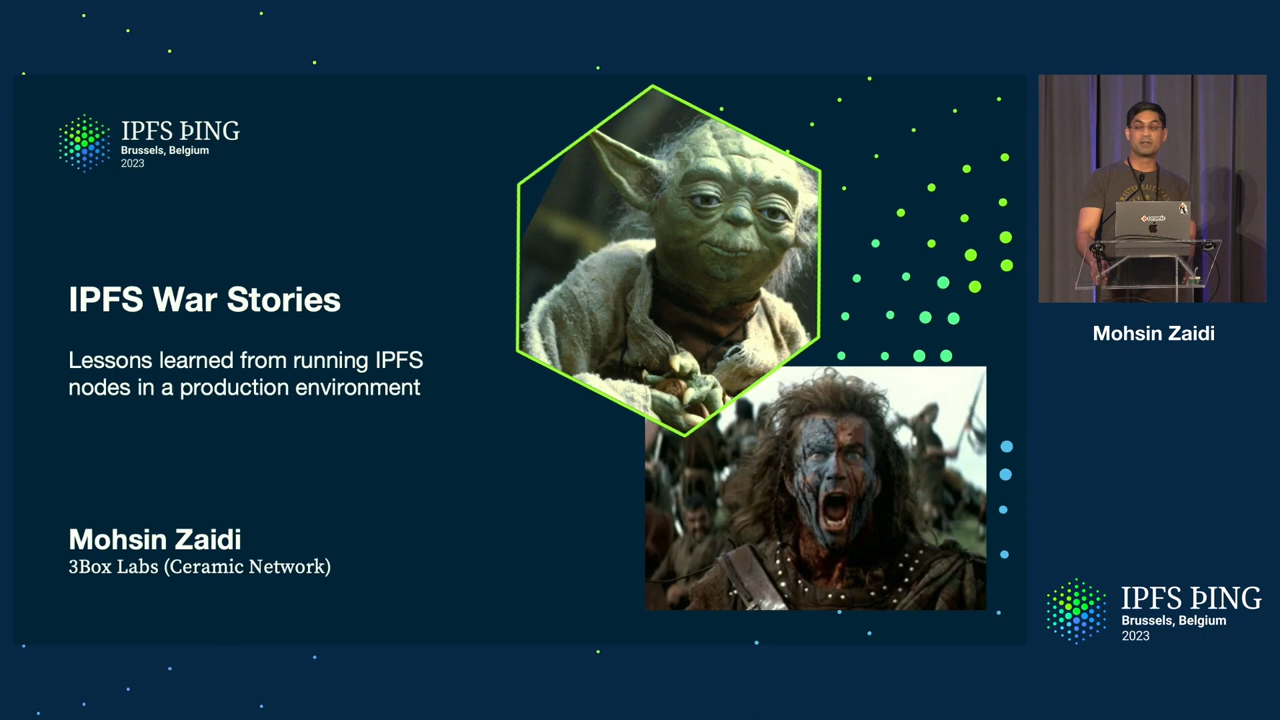 IPFS ÞING
Brussels, Belgium
2023
IPFS War Stories
Lessons learned from running IPFS
nodes in a production environment
Mohsin Zaidi
3Box Labs (Ceramic Network)
ceramic
Mohsin Zaidi
IPFS ÞING
Brussels, Belgium
2023